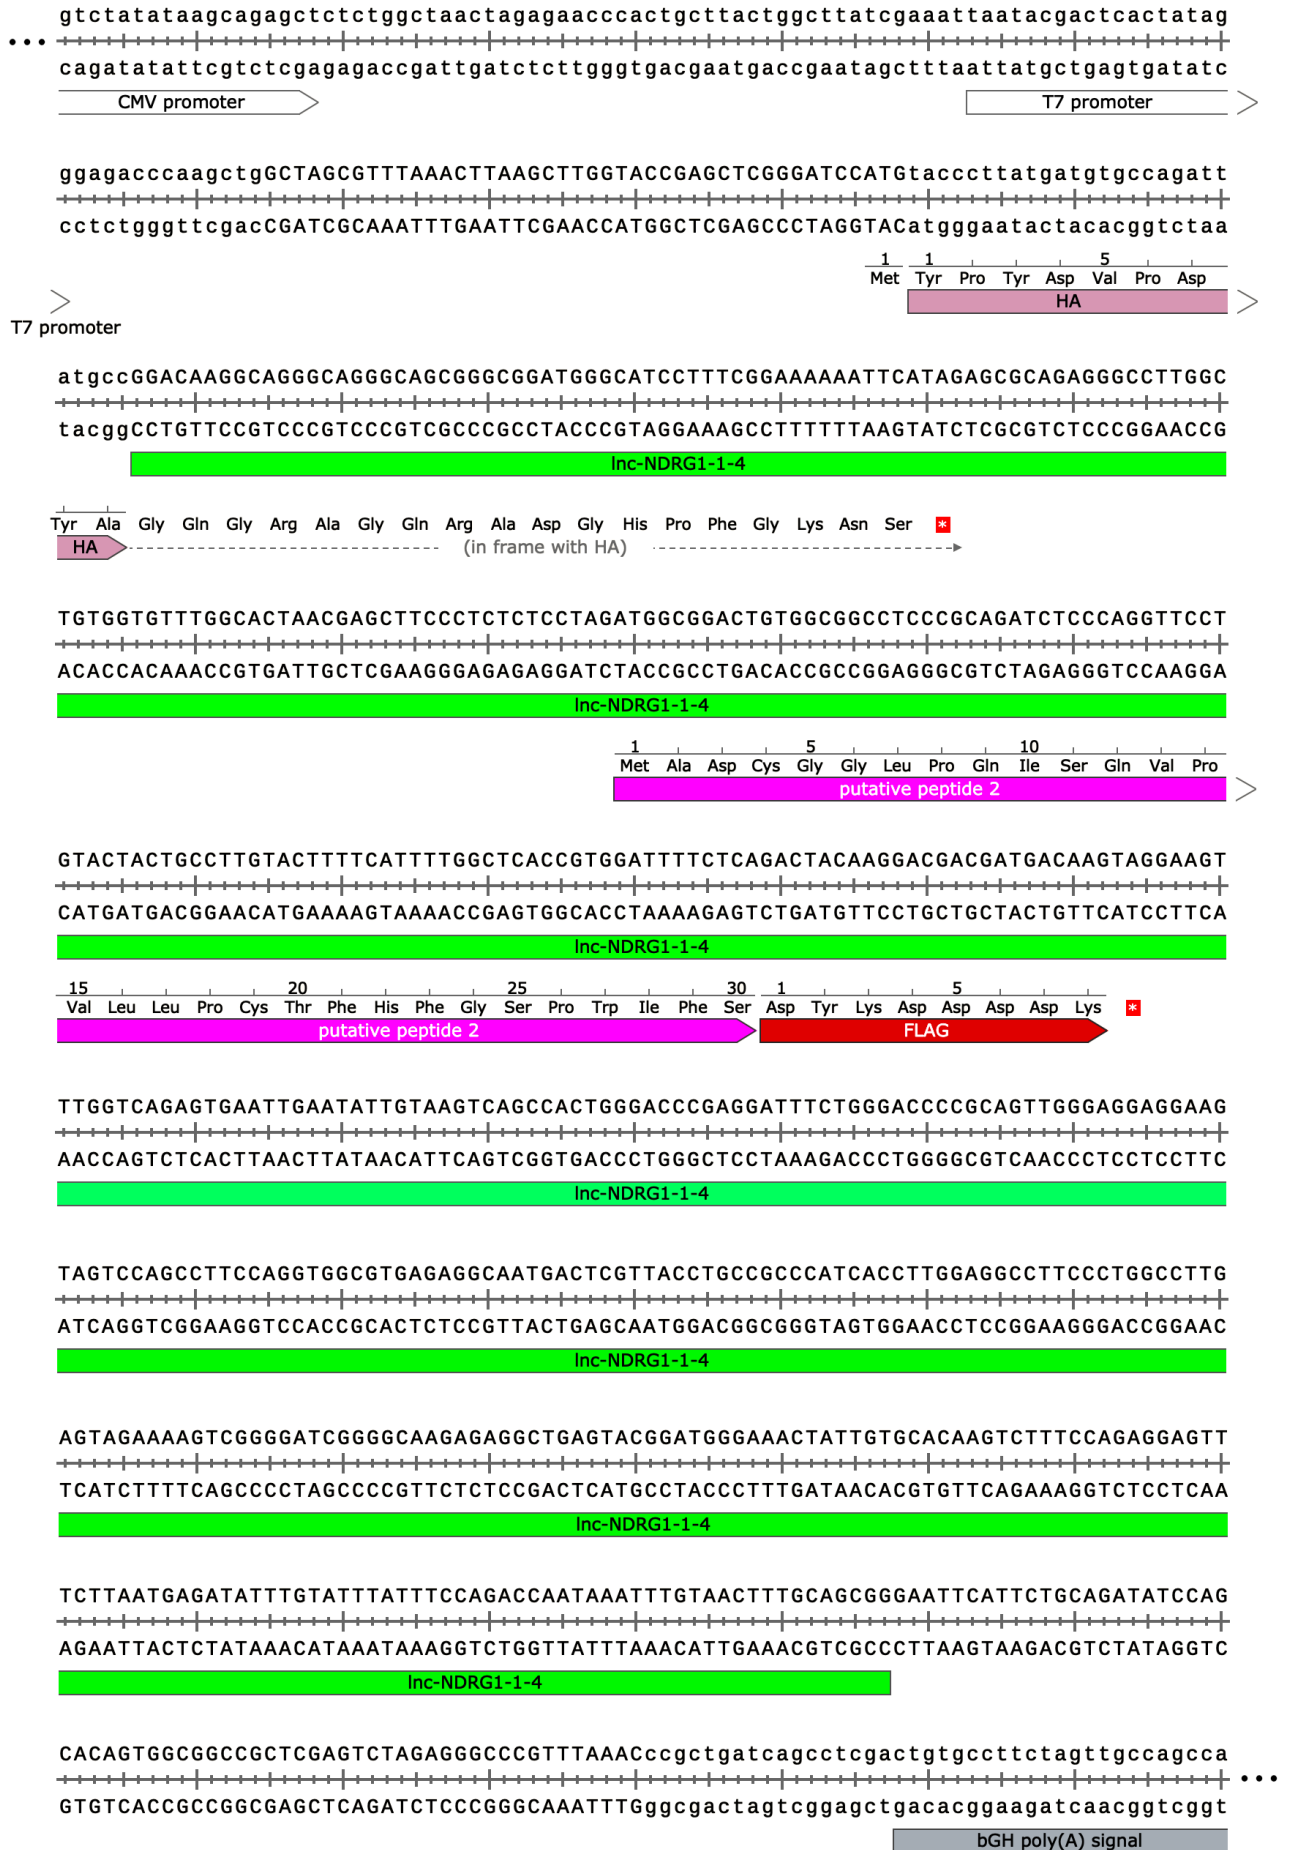 gtctatataagcagagctctctggctaactagagaacccactgcttactggcttatcgaaattaatacgactcactatag
•••
cagatatattcgtctcgagagaccgattgatctcttgggtgacgaatgaccgaatagctttaattatgctgagtgatatc
CMV promoter T7 promoter
ggagacccaagctgGCTAGCGTTTAAACTTAAGCTTGGTACCGAGCTCGGGATCCATGtacccttatgatgtgccagatt
cctctgggttcgacCGATCGCAAATTTGAATTCGAACCATGGCTCGAGCCCTAGGTACatgggaatactacacggtctaa
1 1 5
Met Tyr Pro Tyr Asp Val Pro Asp
HA
T7 promoter
atgccGGACAAGGCAGGGCAGGGCAGCGGGCGGATGGGCATCCTTTCGGAAAAAATTCATAGAGCGCAGAGGGCCTTGGC
tacggCCTGTTCCGTCCCGTCCCGTCGCCCGCCTACCCGTAGGAAAGCCTTTTTTAAGTATCTCGCGTCTCCCGGAACCG
lnc-NDRG1-1-4
Tyr Ala Gly Gln Gly Arg Ala Gly Gln Arg Ala Asp Gly His Pro Phe Gly Lys Asn Ser *
HA (in frame with HA)
TGTGGTGTTTGGCACTAACGAGCTTCCCTCTCTCCTAGATGGCGGACTGTGGCGGCCTCCCGCAGATCTCCCAGGTTCCT
ACACCACAAACCGTGATTGCTCGAAGGGAGAGAGGATCTACCGCCTGACACCGCCGGAGGGCGTCTAGAGGGTCCAAGGA
lnc-NDRG1-1-4
1 5 10
Met Ala Asp Cys Gly Gly Leu Pro Gln Ile Ser Gln Val Pro
putative peptide 2
GTACTACTGCCTTGTACTTTTCATTTTGGCTCACCGTGGATTTTCTCAGACTACAAGGACGACGATGACAAGTAGGAAGT
CATGATGACGGAACATGAAAAGTAAAACCGAGTGGCACCTAAAAGAGTCTGATGTTCCTGCTGCTACTGTTCATCCTTCA
lnc-NDRG1-1-4
15 20 25 30 1 5
Val Leu Leu Pro Cys Thr Phe His Phe Gly Ser Pro Trp Ile Phe Ser Asp Tyr Lys Asp Asp Asp Asp Lys *
putative peptide 2 FLAG
TTGGTCAGAGTGAATTGAATATTGTAAGTCAGCCACTGGGACCCGAGGATTTCTGGGACCCCGCAGTTGGGAGGAGGAAG
AACCAGTCTCACTTAACTTATAACATTCAGTCGGTGACCCTGGGCTCCTAAAGACCCTGGGGCGTCAACCCTCCTCCTTC
lnc-NDRG1-1-4
TAGTCCAGCCTTCCAGGTGGCGTGAGAGGCAATGACTCGTTACCTGCCGCCCATCACCTTGGAGGCCTTCCCTGGCCTTG
ATCAGGTCGGAAGGTCCACCGCACTCTCCGTTACTGAGCAATGGACGGCGGGTAGTGGAACCTCCGGAAGGGACCGGAAC
lnc-NDRG1-1-4
AGTAGAAAAGTCGGGGATCGGGGCAAGAGAGGCTGAGTACGGATGGGAAACTATTGTGCACAAGTCTTTCCAGAGGAGTT
TCATCTTTTCAGCCCCTAGCCCCGTTCTCTCCGACTCATGCCTACCCTTTGATAACACGTGTTCAGAAAGGTCTCCTCAA
lnc-NDRG1-1-4
TCTTAATGAGATATTTGTATTTATTTCCAGACCAATAAATTTGTAACTTTGCAGCGGGAATTCATTCTGCAGATATCCAG
AGAATTACTCTATAAACATAAATAAAGGTCTGGTTATTTAAACATTGAAACGTCGCCCTTAAGTAAGACGTCTATAGGTC
lnc-NDRG1-1-4
CACAGTGGCGGCCGCTCGAGTCTAGAGGGCCCGTTTAAACccgctgatcagcctcgactgtgccttctagttgccagcca
•••
GTGTCACCGCCGGCGAGCTCAGATCTCCCGGGCAAATTTGggcgactagtcggagctgacacggaagatcaacggtcggt
bGH poly(A) signal